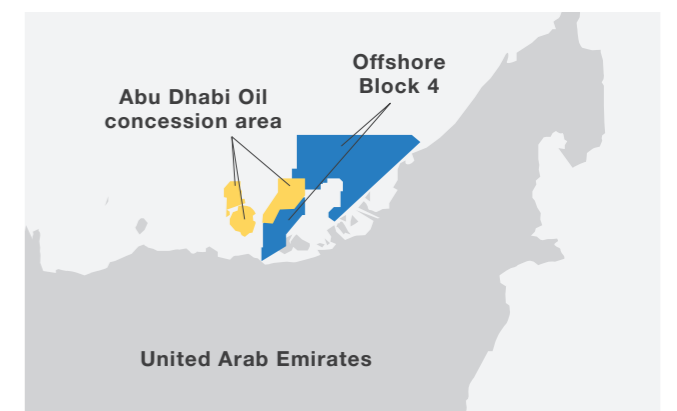 Offshore
Block 4
Abu Dhabi Oil
concession area
United Arab Emirates